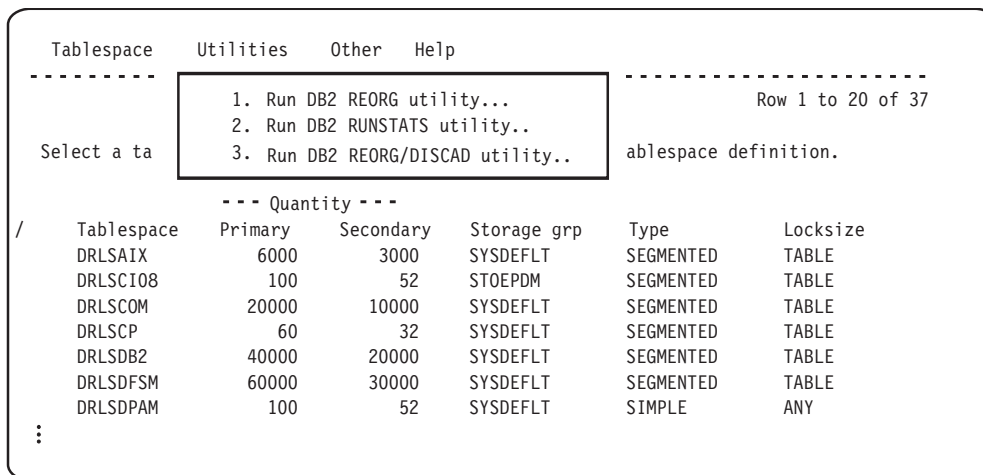 Tablespace Utilities Other Help
1. Run DB2 REORG utility... Row 1 to 20 of 37
2. Run DB2 RUNSTATS utility..
Select a ta 3. Run DB2 REORG/DISCAD utility.. ablespace definition.
--- Quantity ---
/ Tablespace Primary Secondary Storage grp Type Locksize
DRLSAIX 6000 3000 SYSDEFLT SEGMENTED TABLE
DRLSCI08 100 52 STOEPDM SEGMENTED TABLE
DRLSCOM 20000 10000 SYSDEFLT SEGMENTED TABLE
DRLSCP 60 32 SYSDEFLT SEGMENTED TABLE
DRLSDB2 40000 20000 SYSDEFLT SEGMENTED TABLE
DRLSDFSM 60000 30000 SYSDEFLT SEGMENTED TABLE
DRLSDPAM 100 52 SYSDEFLT SIMPLE ANY